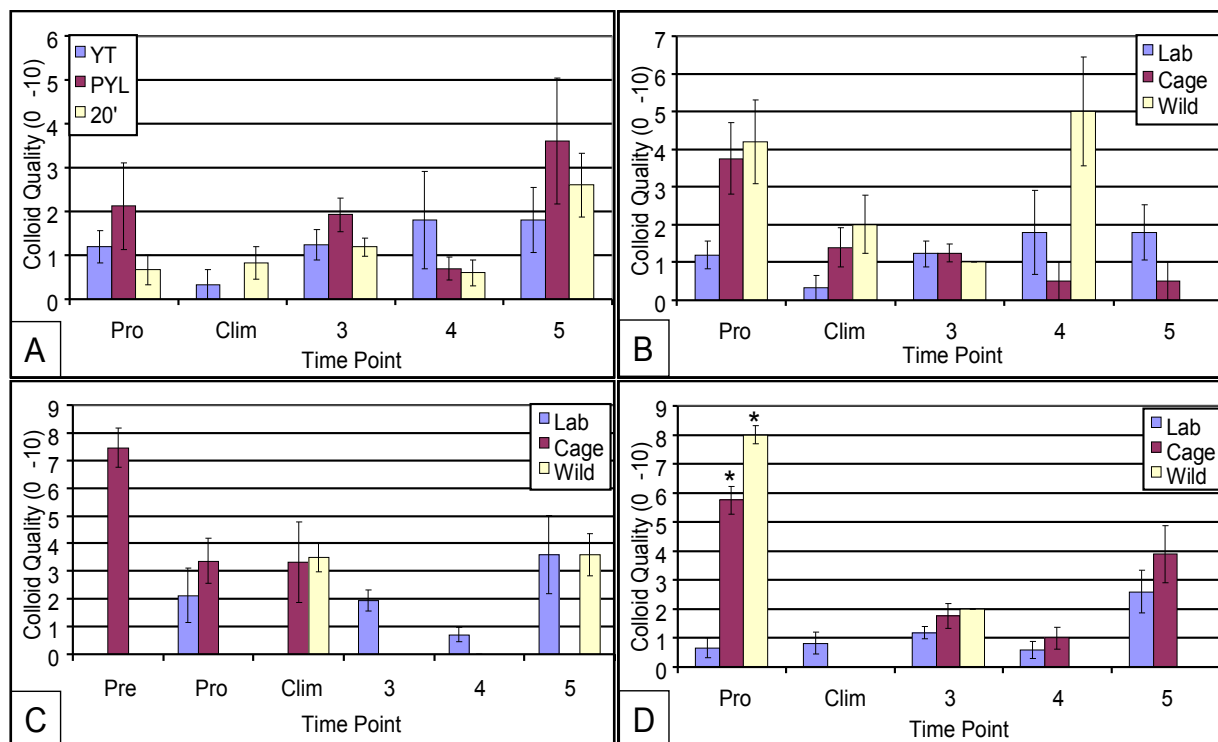 6
5
4
3
2
1
0
Colloid Quality (0 -10)
YT
PYL
20'
Pro Clim 3 4 5
Time Point
A
7
6
5
4
3
2
1
0
Colloid Quality (0 -10)
Lab
Cage
Wild
Pro Clim 3 4 5
Time Point
B
9
8
7
6
5
4
3
2
1
0
Colloid Quality (0 -10)
Lab
Cage
Wild
Pre Pro Clim 3 4 5
Time Point
C
9
8
7
6
5
4
3
2
1
0
Colloid Quality (0 -10)
* *
Lab
Cage
Wild
Pro Clim 3 4 5
Time Point
D